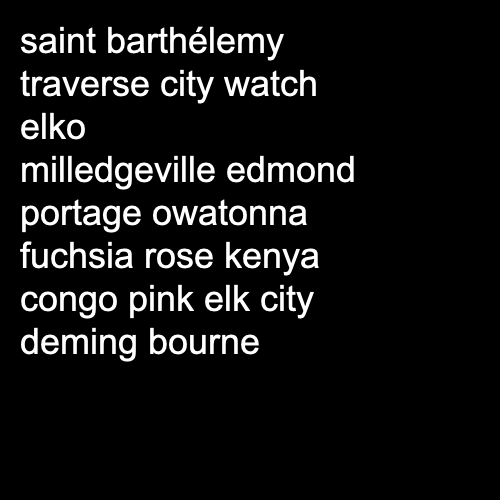 saint barthélemy
traverse city watch
elko
milledgeville edmond
portage owatonna
fuchsia rose kenya
congo pink elk city
deming bourne